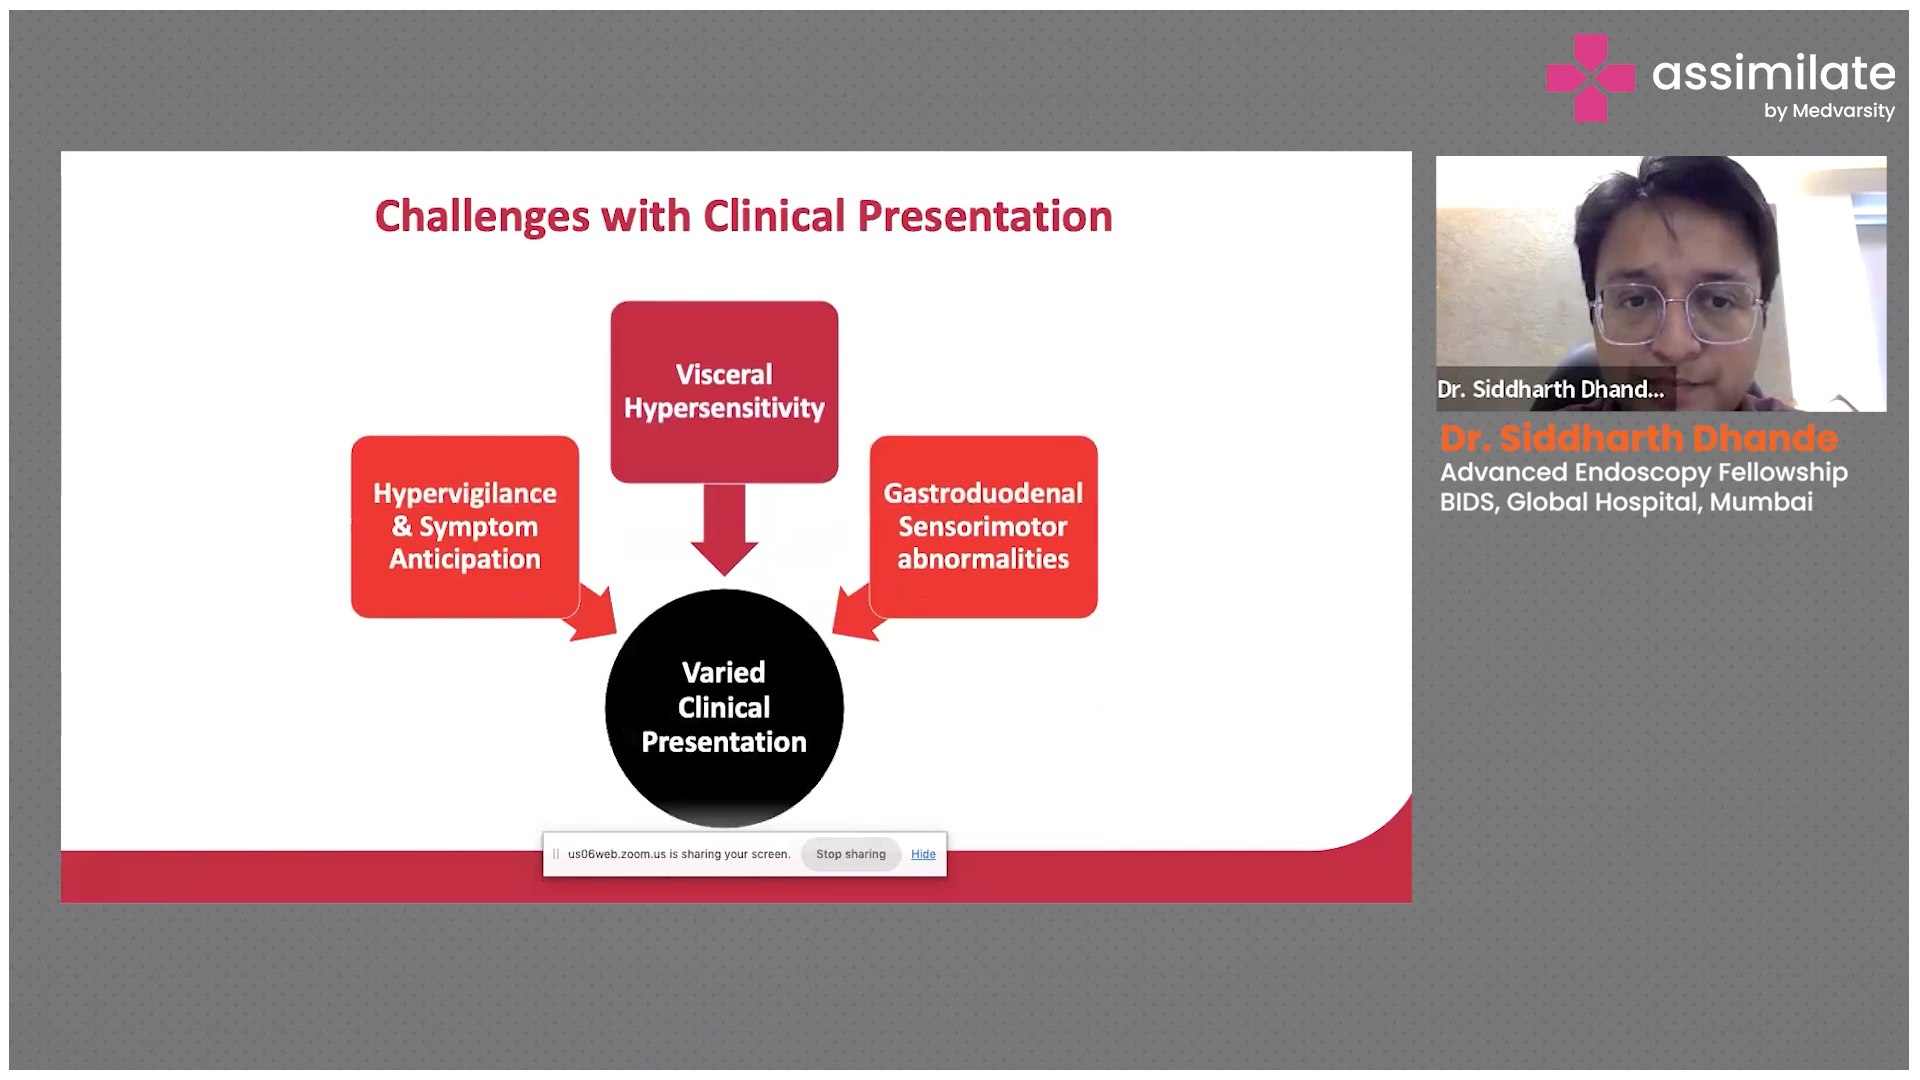 assimilate
by Medvarsity
Challenges with Clinical Presentation
Visceral
Hypersensitivity
Hypervigilance
& Symptom
Anticipation
Gastroduodenal
Sensorimotor
abnormalities
Varied
Clinical
Presentation
us06web.zoom.us is sharing your screen. Stop sharing Hide
Dr. Siddharth Dhand...
Dr. Siddharth Dhande
Advanced Endoscopy Fellowship
BIDS, Global Hospital, Mumbai